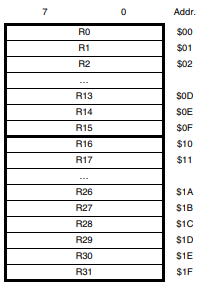 7 0 Addr.
R0 $00
R1 $01
R2 $02
...
R13 $0D
R14 $0E
R15 $0F
R16 $10
R17 $11
...
R26 $1A
R27 $1B
R28 $1C
R29 $1D
R30 $1E
R31 $1F